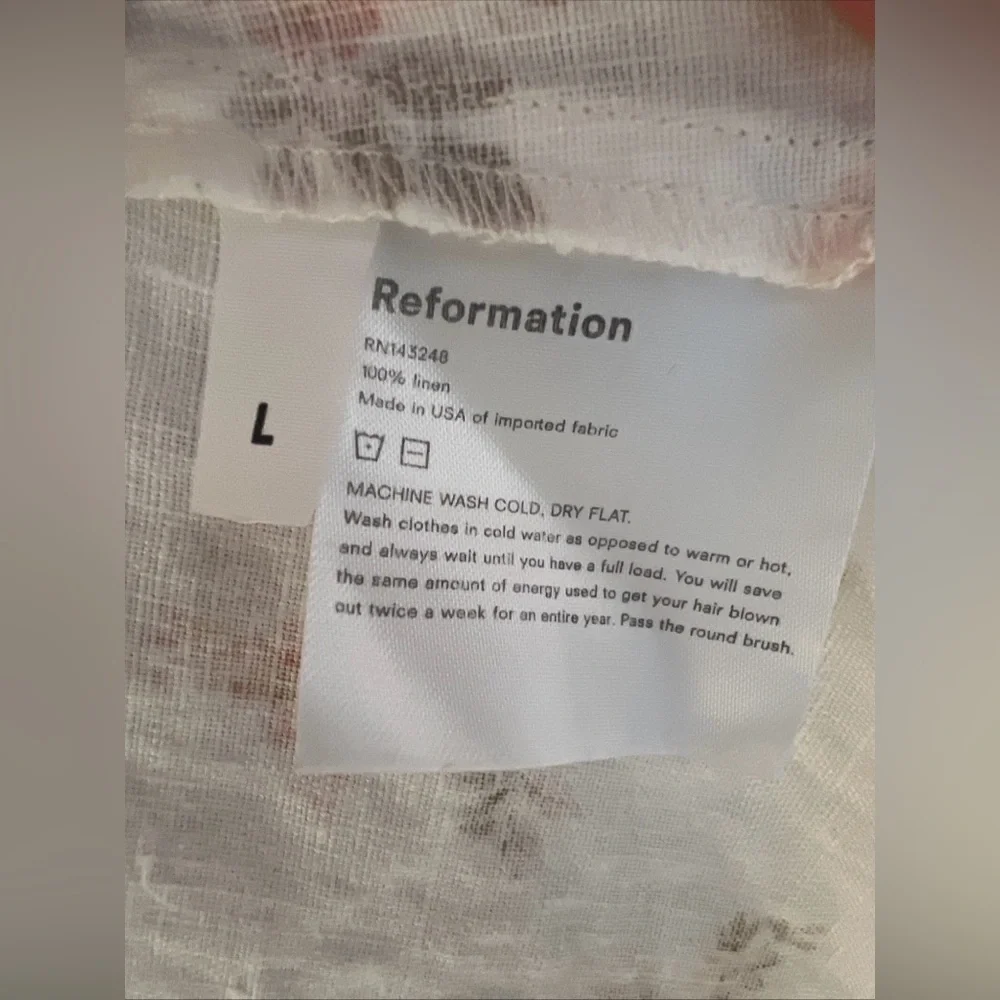 Reformation
RN143248
100% linen
Made in USA of imported fabric
L
MACHINE WASH COLD, DRY FLAT.
Wash clothes in cold water as opposed to warm or hot,
and always wait until you have a full load. You will save
the same amount of energy used to get your hair blown
out twice a week for an entire year. Pass the round brush.